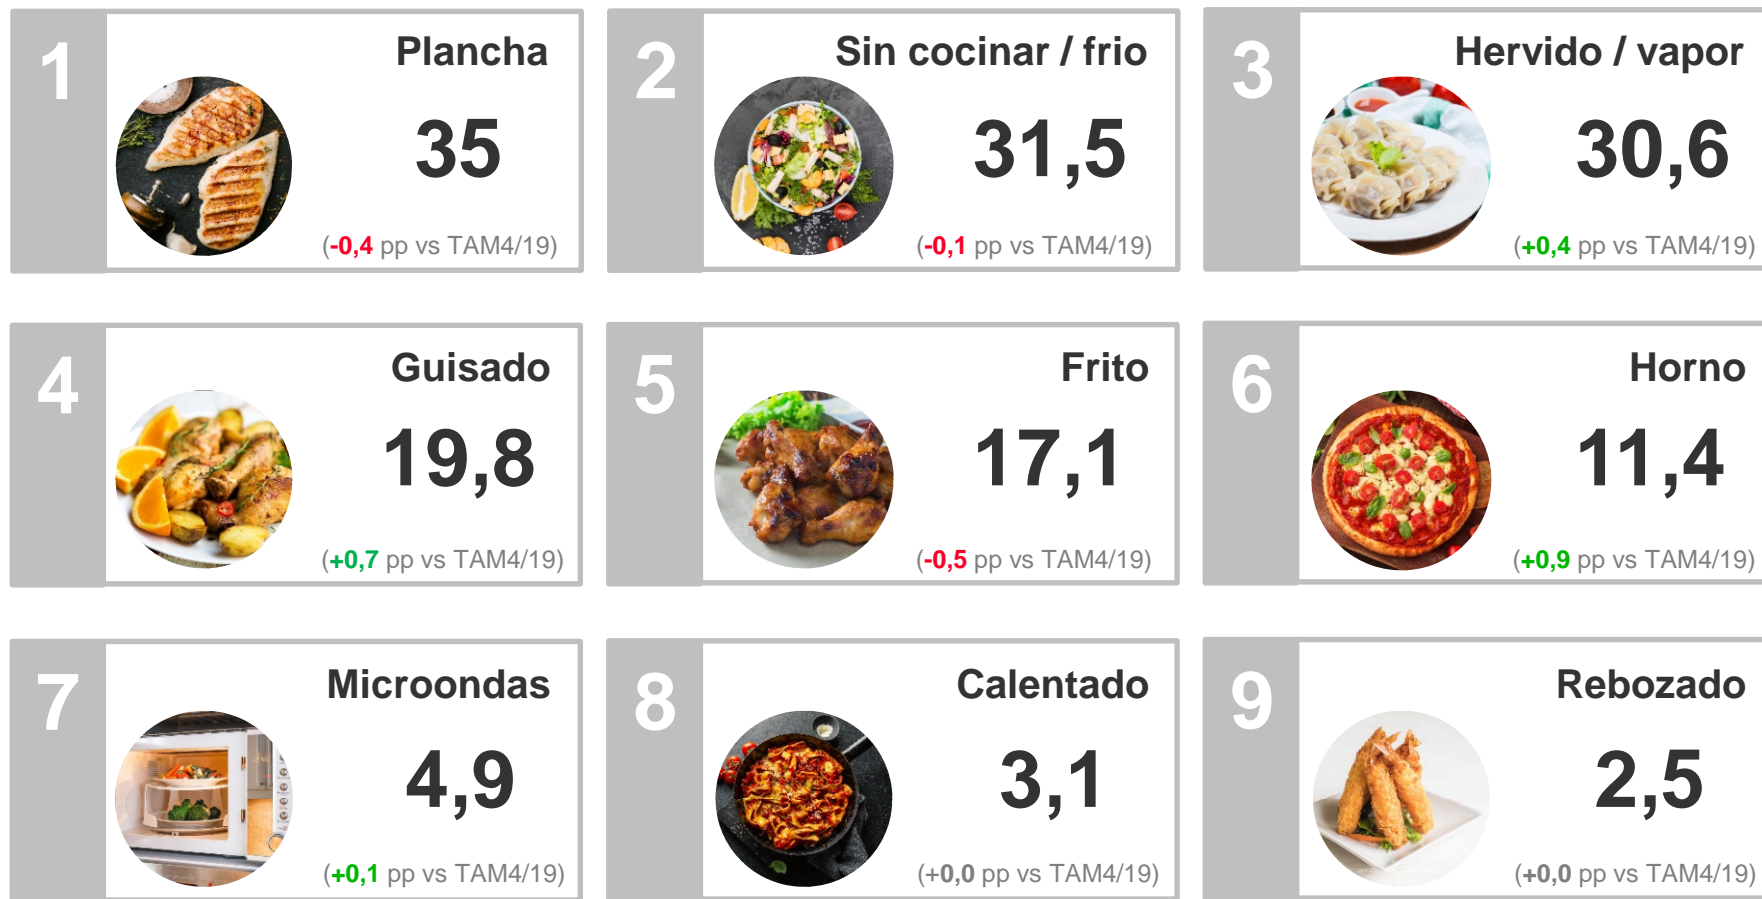 1
Plancha
35
(-0,4 pp vs TAM4/19)
2
Sin cocinar / frio
31,5
(-0,1 pp vs TAM4/19)
3
Hervido / vapor
30,6
(+0,4 pp vs TAM4/19)
4
Guisado
19,8
(+0,7 pp vs TAM4/19)
5
Frito
17,1
(-0,5 pp vs TAM4/19)
6
Horno
11,4
(+0,9 pp vs TAM4/19)
7
Microondas
4,9
(+0,1 pp vs TAM4/19)
8
Calentado
3,1
(+0,0 pp vs TAM4/19)
9
Rebozado
2,5
(+0,0 pp vs TAM4/19)